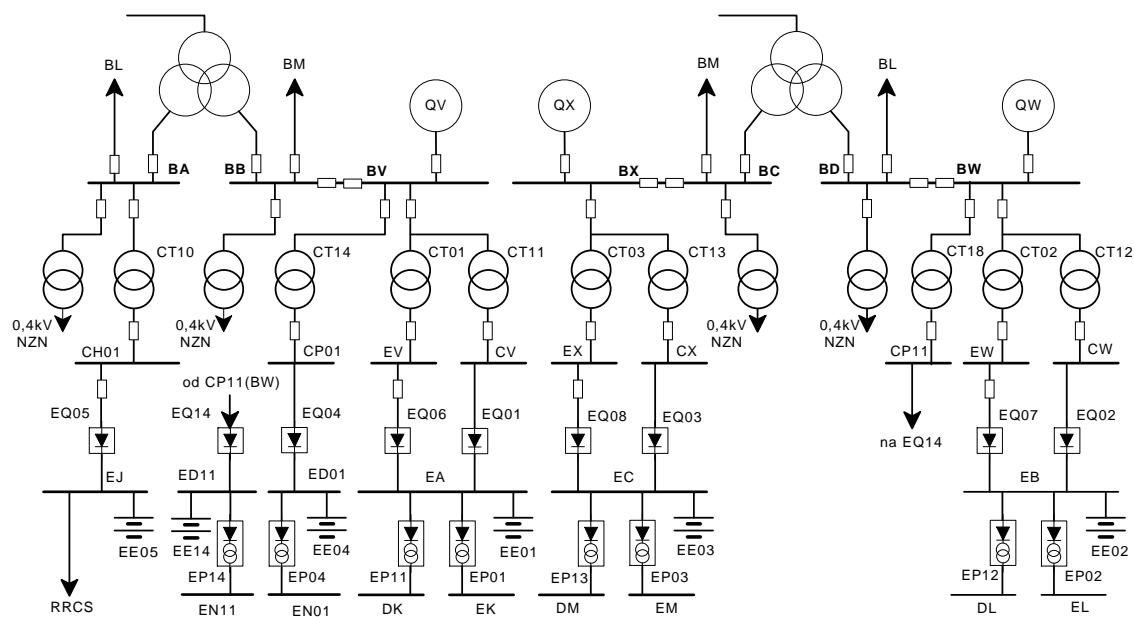 BL
BM
QV
QX
BM
BL
QW
BA
BB
BV
BX
BC
BD
BW
CT10
CT14
CT01
CT11
CT03
CT13
CT18
CT02
CT12
0,4kV
NZN
0,4kV
NZN
0,4kV
NZN
0,4kV
NZN
CH01
CP01
EV
CV
EX
CX
CP11
EW
CW
od CP11(BW)
EQ05
EQ14
EQ04
EQ06
EQ01
EQ08
EQ03
na EQ14
EQ07
EQ02
EJ
ED11
ED01
EA
EC
EB
EE05
EE14
EE04
EE01
EE03
EE02
EP14
EP04
EP11
EP01
EP13
EP03
EP12
EP02
RRCS
EN11
EN01
DK
EK
DM
EM
DL
EL